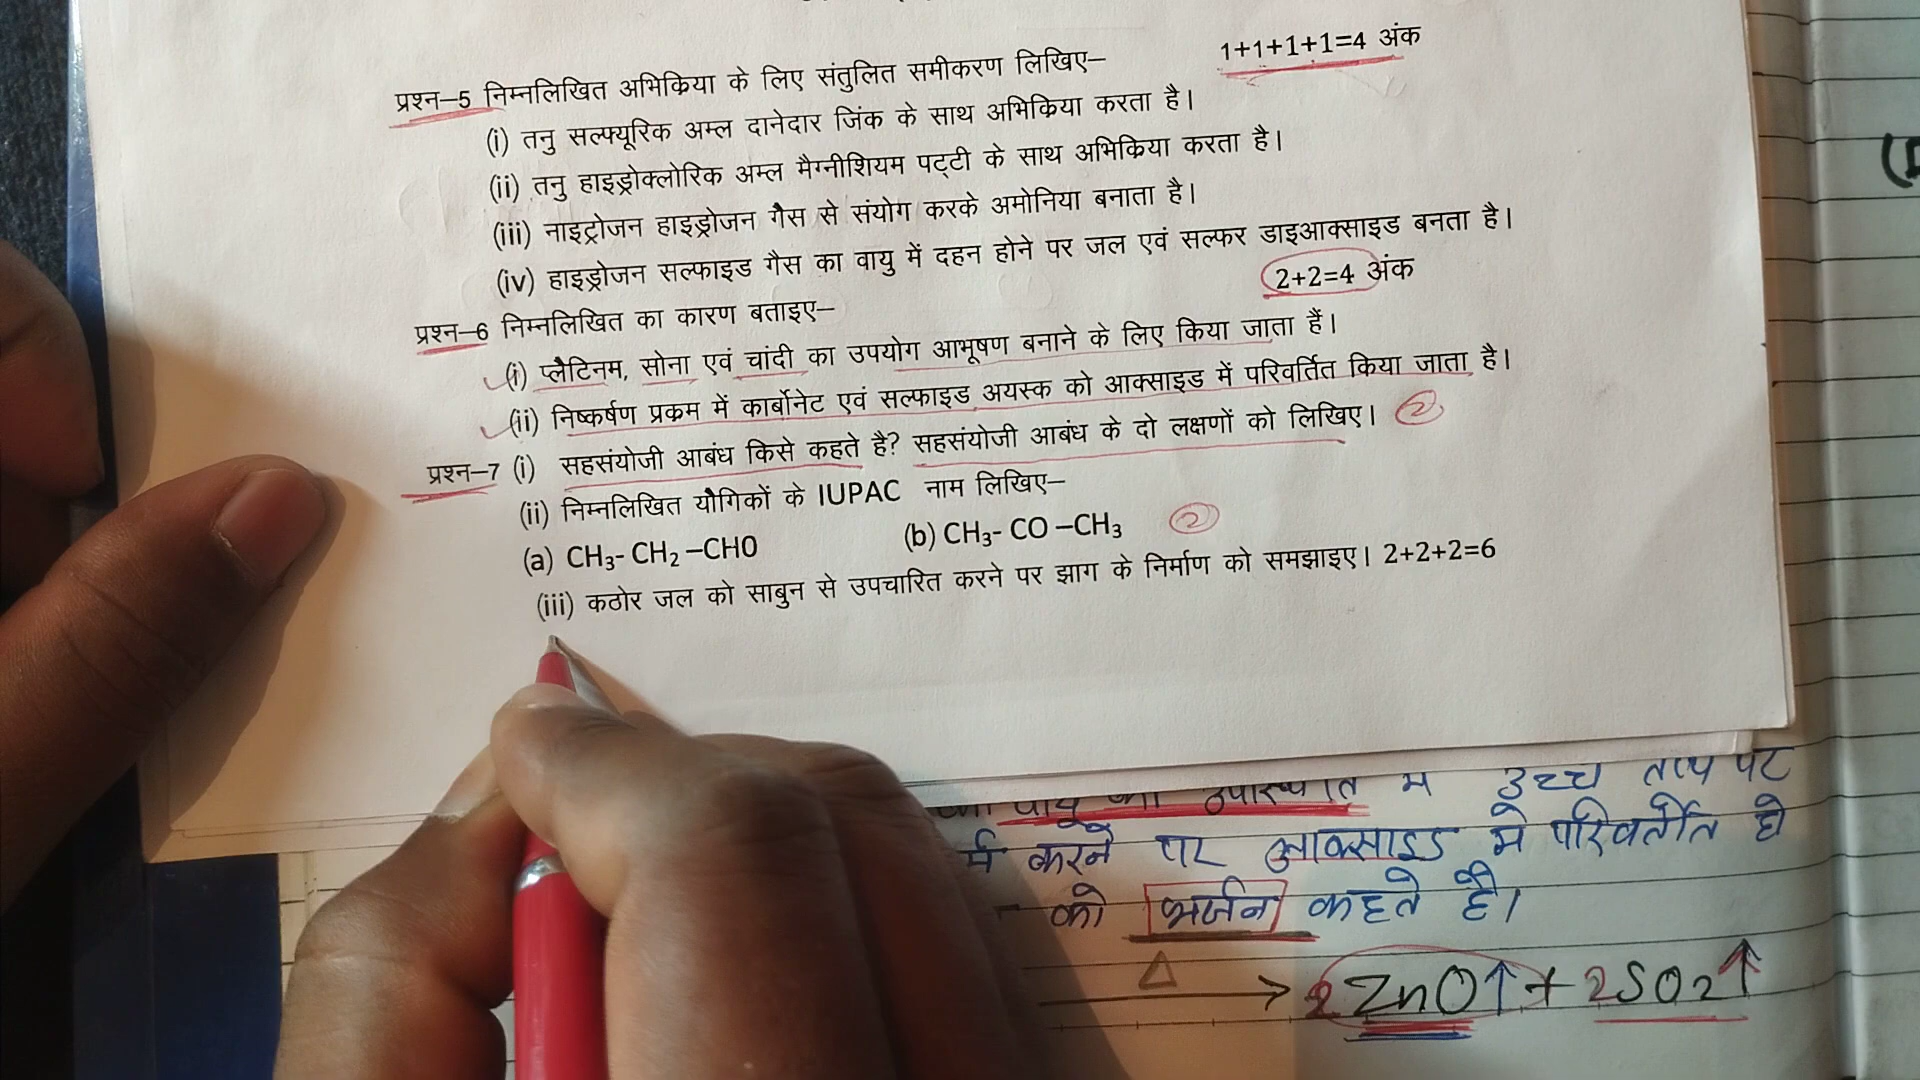 प्रश्न–5 निम्नलिखित अभिक्रिया के लिए संतुलित समीकरण लिखिए– 1+1+1+1=4 अंक
(i) तनु सल्फ्यूरिक अम्ल दानेदार जिंक के साथ अभिक्रिया करता है।
(ii) तनु हाइड्रोक्लोरिक अम्ल मैग्नीशियम पट्टी के साथ अभिक्रिया करता है।
(iii) नाइट्रोजन हाइड्रोजन गैस से संयोग करके अमोनिया बनाता है।
(iv) हाइड्रोजन सल्फाइड गैस का वायु में दहन होने पर जल एवं सल्फर डाइआक्साइड बनता है।
प्रश्न–6 निम्नलिखित का कारण बताइए– 2+2=4 अंक
(i) प्लैटिनम, सोना एवं चांदी का उपयोग आभूषण बनाने के लिए किया जाता हैं।
(ii) निष्कर्षण प्रक्रम में कार्बोनेट एवं सल्फाइड अयस्क को आक्साइड में परिवर्तित किया जाता है।
प्रश्न–7 (i) सहसंयोजी आबंध किसे कहते है? सहसंयोजी आबंध के दो लक्षणों को लिखिए। 2
(ii) निम्नलिखित यौगिकों के IUPAC नाम लिखिए–
(a) CH₃- CH₂ –CHO (b) CH₃- CO –CH₃ 2
(iii) कठोर जल को साबुन से उपचारित करने पर झाग के निर्माण को समझाइए। 2+2+2=6
वायु की उपस्थित में उच्च ताप पर
र्म करने पर आक्साइड मे परिवर्तीत हो
को भर्जन कहते है।
Δ → 2ZnO↑ + 2SO₂↑